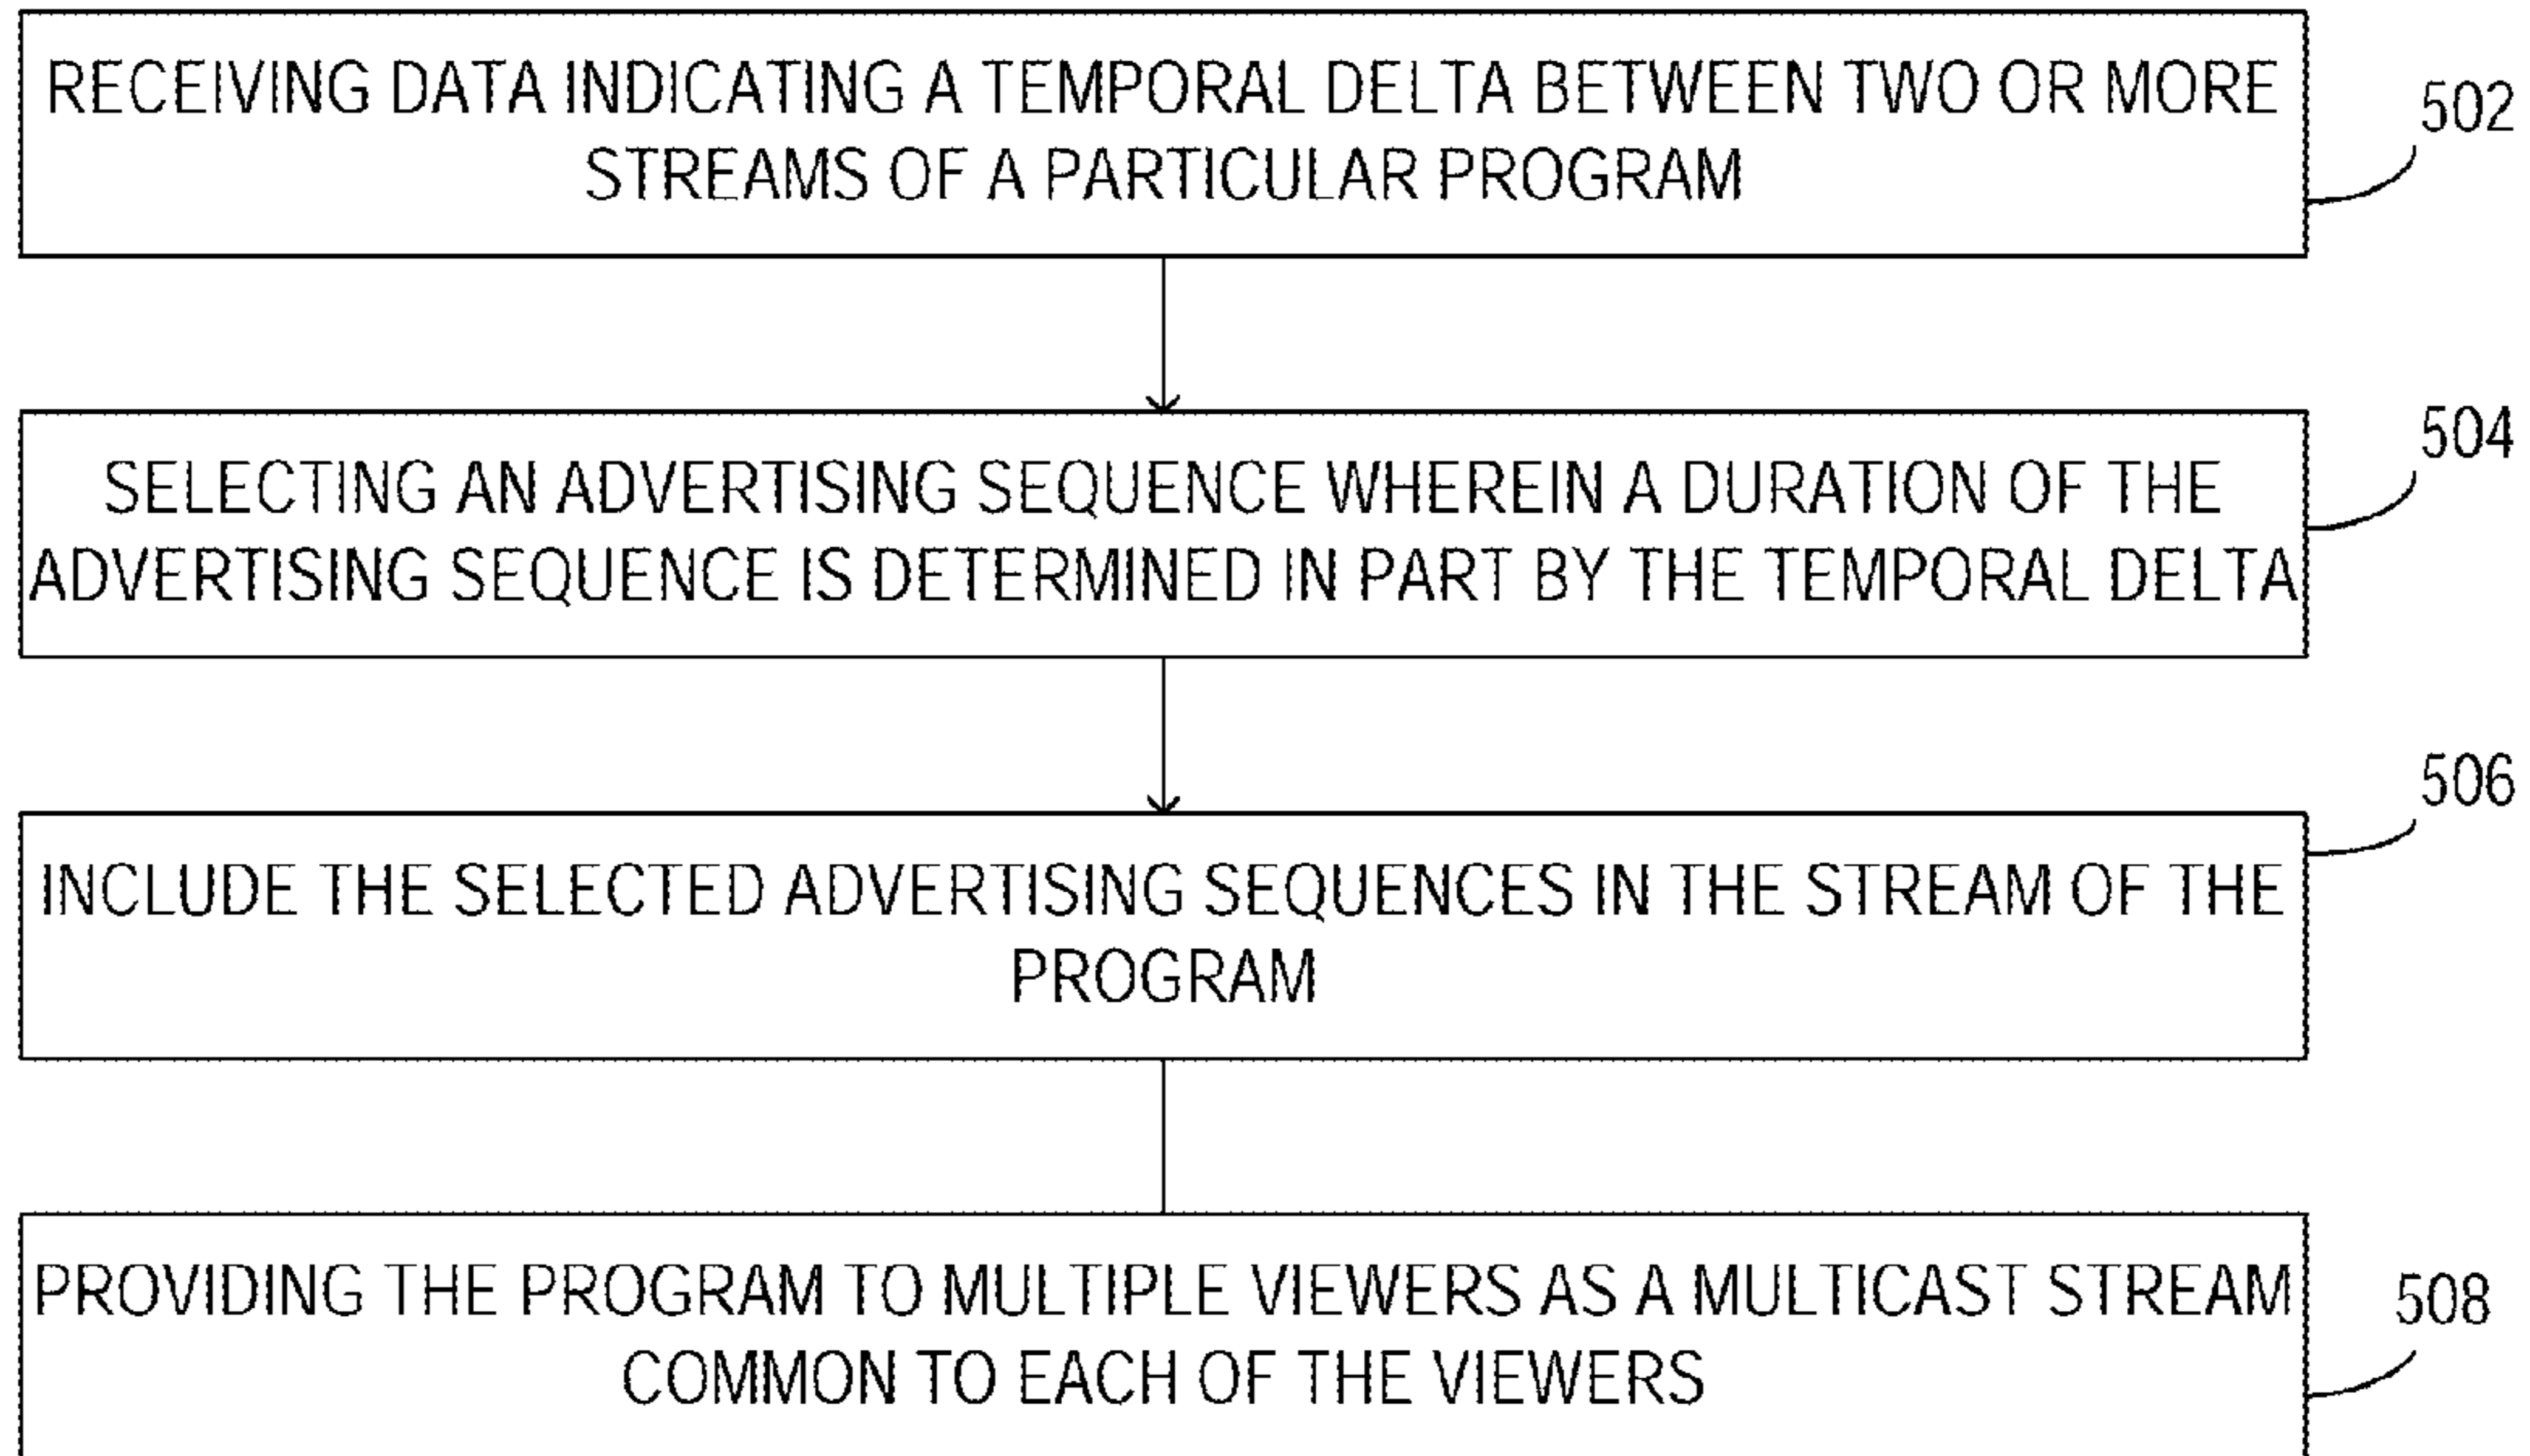 RECEIVING DATA INDICATING A TEMPORAL DELTA BETWEEN TWO OR MORE
STREAMS OF A PARTICULAR PROGRAM
502
SELECTING AN ADVERTISING SEQUENCE WHEREIN A DURATION OF THE
ADVERTISING SEQUENCE IS DETERMINED IN PART BY THE TEMPORAL DELTA
504
INCLUDE THE SELECTED ADVERTISING SEQUENCES IN THE STREAM OF THE
PROGRAM
506
PROVIDING THE PROGRAM TO MULTIPLE VIEWERS AS A MULTICAST STREAM
COMMON TO EACH OF THE VIEWERS
508